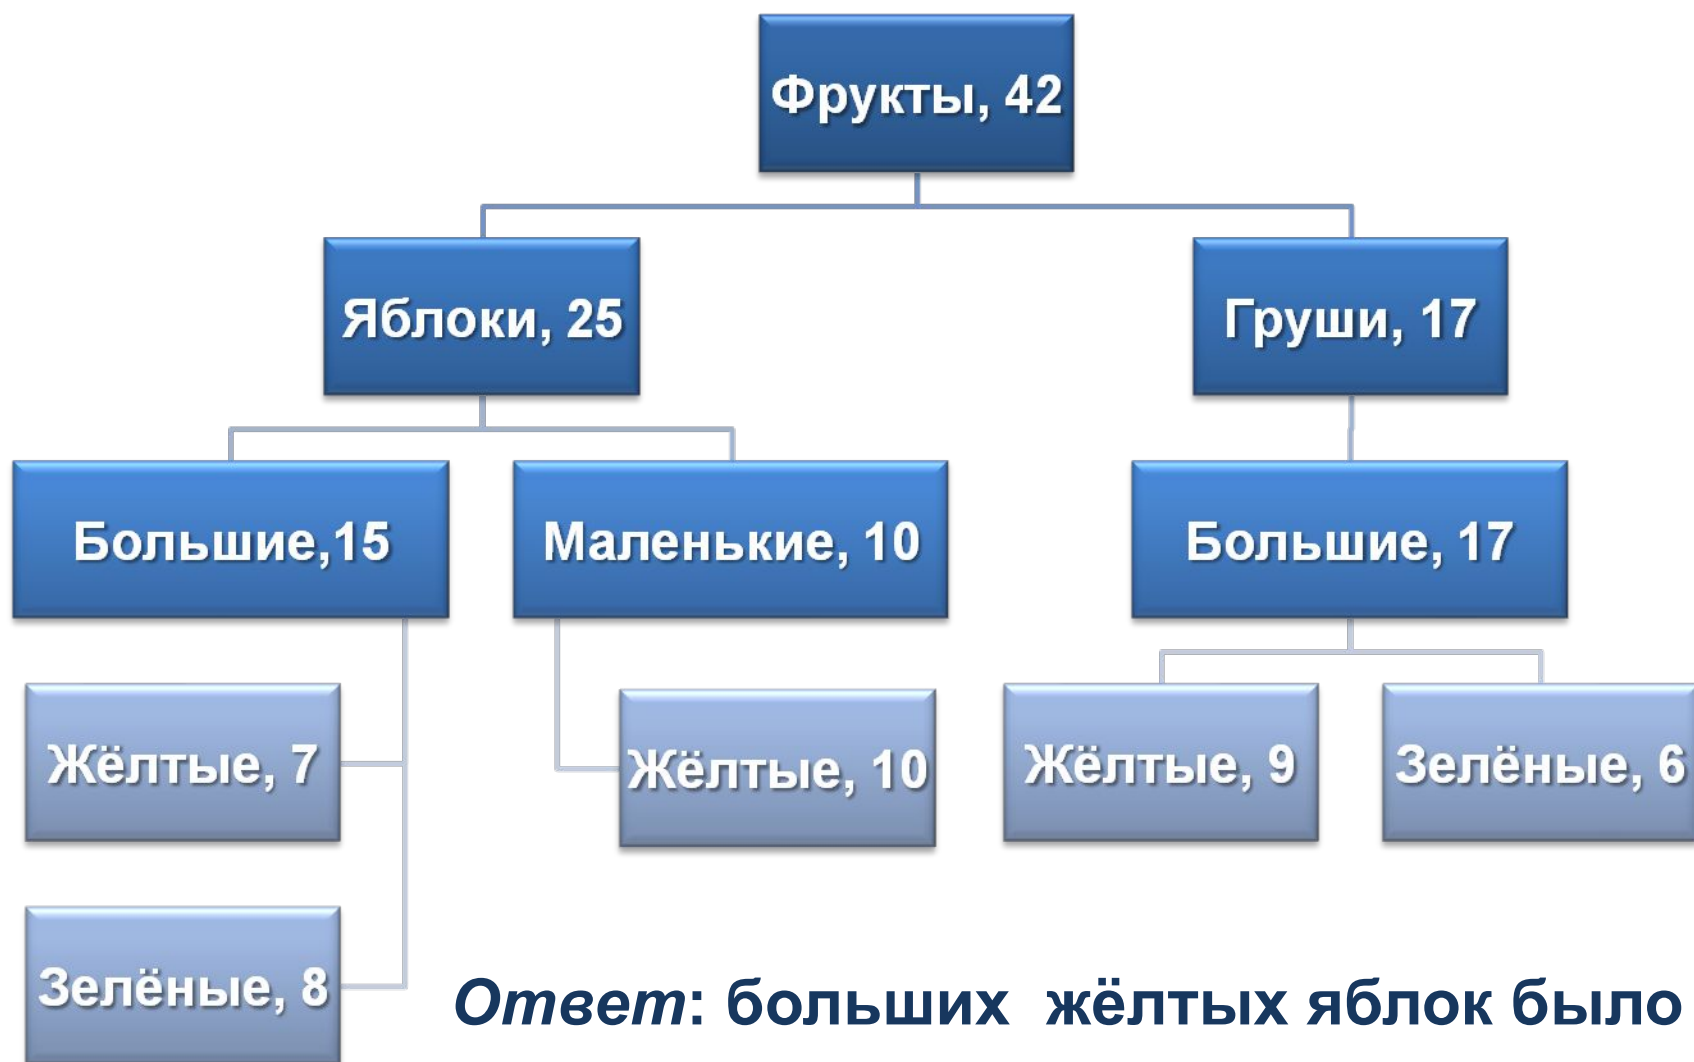 Фрукты, 42
Яблоки, 25
Груши, 17
Большие,15
Маленькие, 10
Большие, 17
Жёлтые, 7
Жёлтые, 10
Жёлтые, 9
Зелёные, 6
Зелёные, 8
Ответ: больших жёлтых яблок было